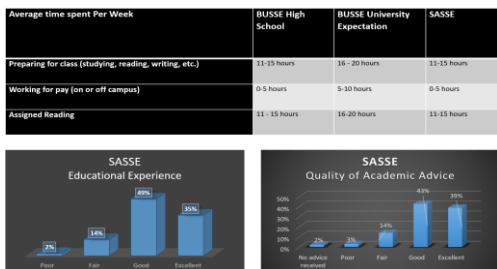 Average time spent Per Week
BUSSE High School
BUSSE University Expectation
SASSE
Preparing for class (studying, reading, writing, etc.)
11-15 hours
16 - 20 hours
11-15 hours
Working for pay (on or off campus)
0-5 hours
5-10 hours
0-5 hours
Assigned Reading
11 - 15 hours
16-20 hours
11-15 hours
SASSE
Educational Experience
2%
14%
49%
35%
Poor
Fair
Good
Excellent
SASSE
Quality of Academic Advice
50%
40%
30%
20%
10%
0%
2%
3%
14%
43%
39%
No advice received
Poor
Fair
Good
Excellent